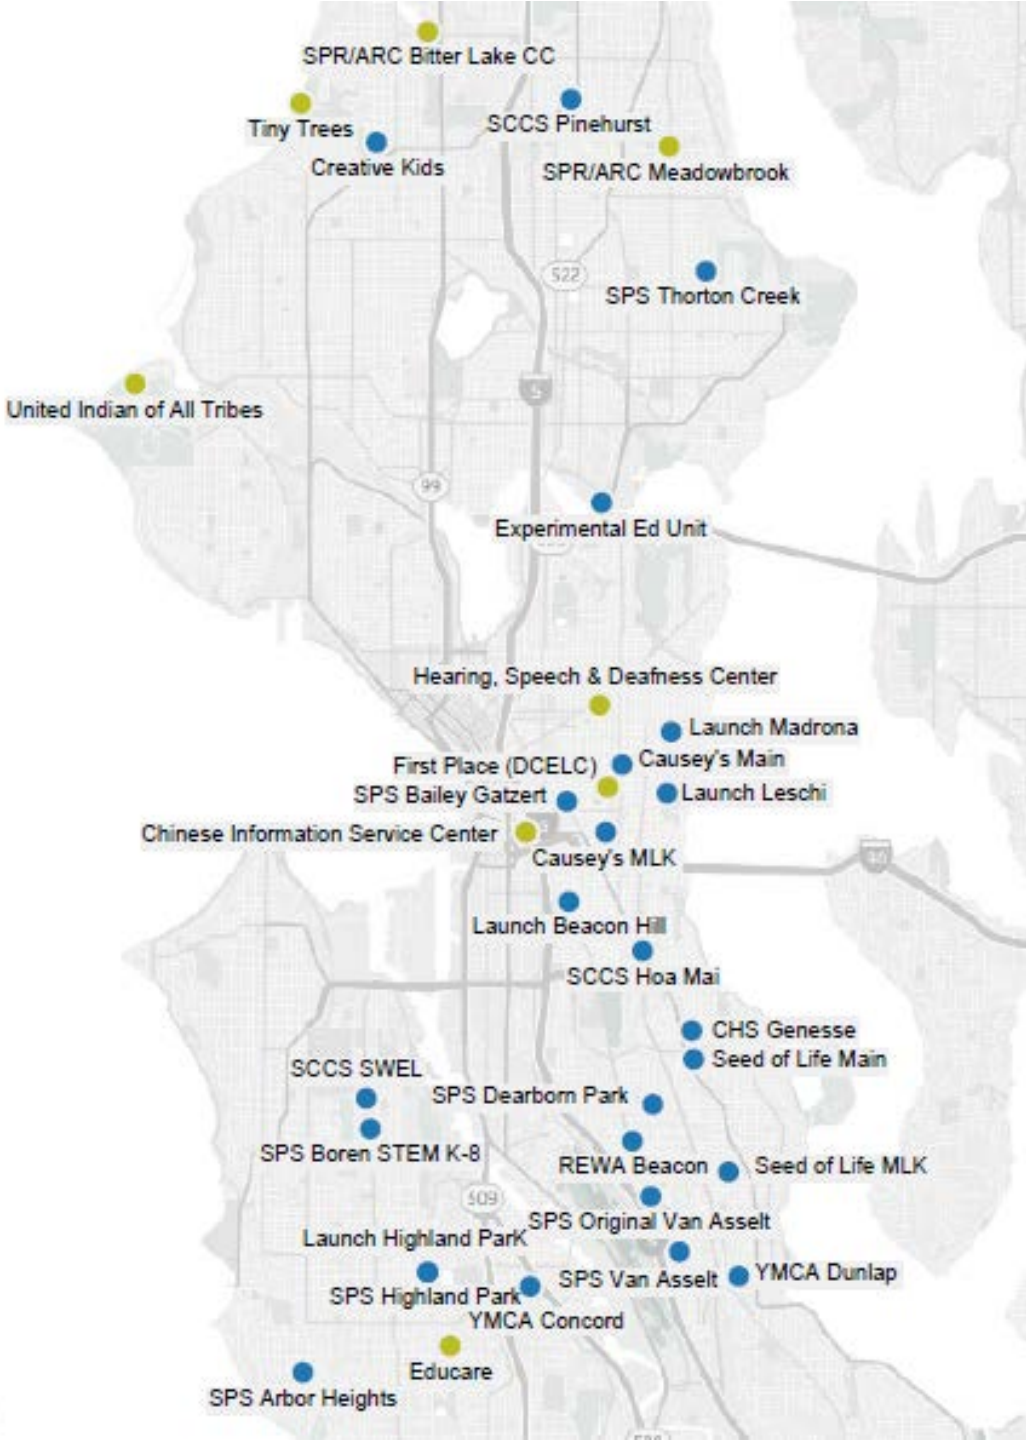 SPR/ARC Bitter Lake CC
Tiny Trees
SCCS Pinehurst
Creative Kids
SPR/ARC Meadowbrook
522
SPS Thorton Creek
5
United Indian of All Tribes
99
Experimental Ed Unit
Hearing, Speech & Deafness Center
Launch Madrona
Causey's Main
First Place (DCELC)
Launch Leschi
SPS Bailey Gatzert
Chinese Information Service Center
Causey's MLK
90
Launch Beacon Hill
SCCS Hoa Mai
CHS Genesse
Seed of Life Main
SCCS SWEL
SPS Dearborn Park
SPS Boren STEM K-8
REWA Beacon
Seed of Life MLK
509
SPS Original Van Asselt
Launch Highland ParK
SPS Van Asselt
YMCA Dunlap
SPS Highland Park
YMCA Concord
Educare
SPS Arbor Heights